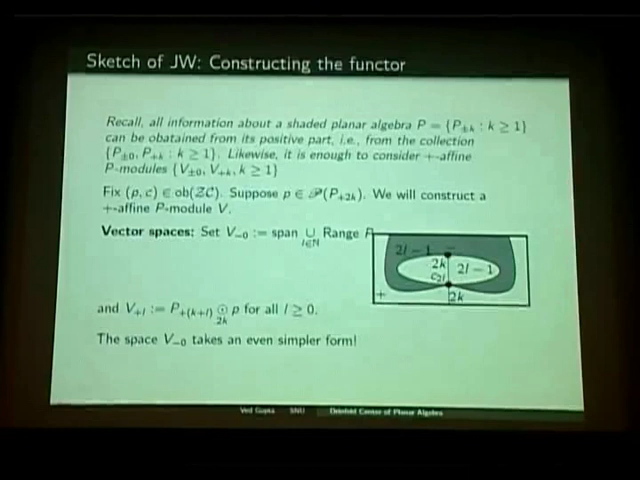 Sketch of JW: Constructing the functor
Recall, all information about a shaded planar algebra P = {P±k : k ≥ 1}
can be obatained from its positive part, i.e., from the collection
{P±0, P+k : k ≥ 1}. Likewise, it is enough to consider +-affine
P-modules {V±0, V+k, k ≥ 1}
Fix (p, c) ∈ ob(ZC). Suppose p ∈ 𝒫(P+2k). We will construct a
+-affine P-module V.
Vector spaces: Set V−0 := span ∪ l∈ℕ Range P
2l − 1 −
2k 2l − 1
c2l
+ 2k
and V+l := P+(k+l) ⊙ 2k p for all l ≥ 0.
The space V−0 takes an even simpler form!
Ved Gupta SNU Drinfeld Center of Planar Algebra